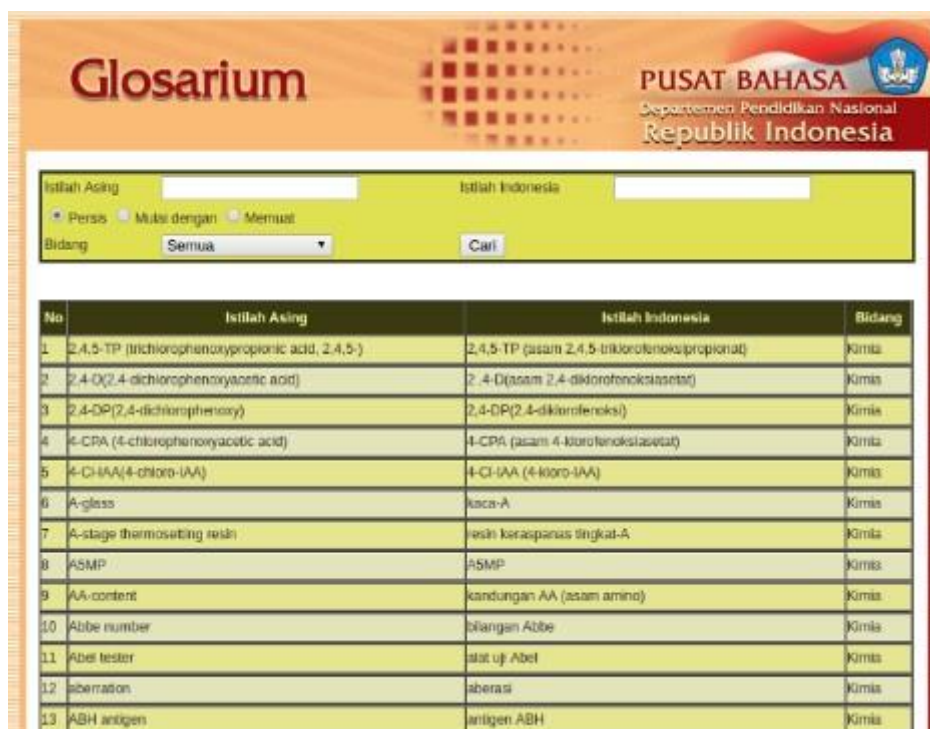 Glosarium
PUSAT BAHASA
Departemen Pendidikan Nasional
Republik Indonesia
Istilah Asing Istilah Indonesia
Persis Mulai dengan Memuat
Bidang Semua Cari
No Istilah Asing Istilah Indonesia Bidang
1 2,4,5-TP (trichlorophenoxypropionic acid, 2,4,5-) 2,4,5-TP (asam 2,4,5-triklorofenoksipropionat) Kimia
2 2,4-D(2,4-dichlorophenoxyacetic acid) 2 ,4-D(asam 2,4-diklorofenoksiasetat) Kimia
3 2,4-DP(2,4-dichlorophenoxy) 2,4-DP(2,4-diklorofenoksi) Kimia
4 4-CPA (4-chlorophenoxyacetic acid) 4-CPA (asam 4-klorofenoksiasetat) Kimia
5 4-Cl-IAA(4-chloro-IAA) 4-Cl-IAA (4-kloro-IAA) Kimia
6 A-glass kaca-A Kimia
7 A-stage thermosetting resin resin keraspanas tingkat-A Kimia
8 A5MP A5MP Kimia
9 AA-content kandungan AA (asam amino) Kimia
10 Abbe number bilangan Abbe Kimia
11 Abel tester alat uji Abel Kimia
12 aberration aberasi Kimia
13 ABH antigen antigen ABH Kimia